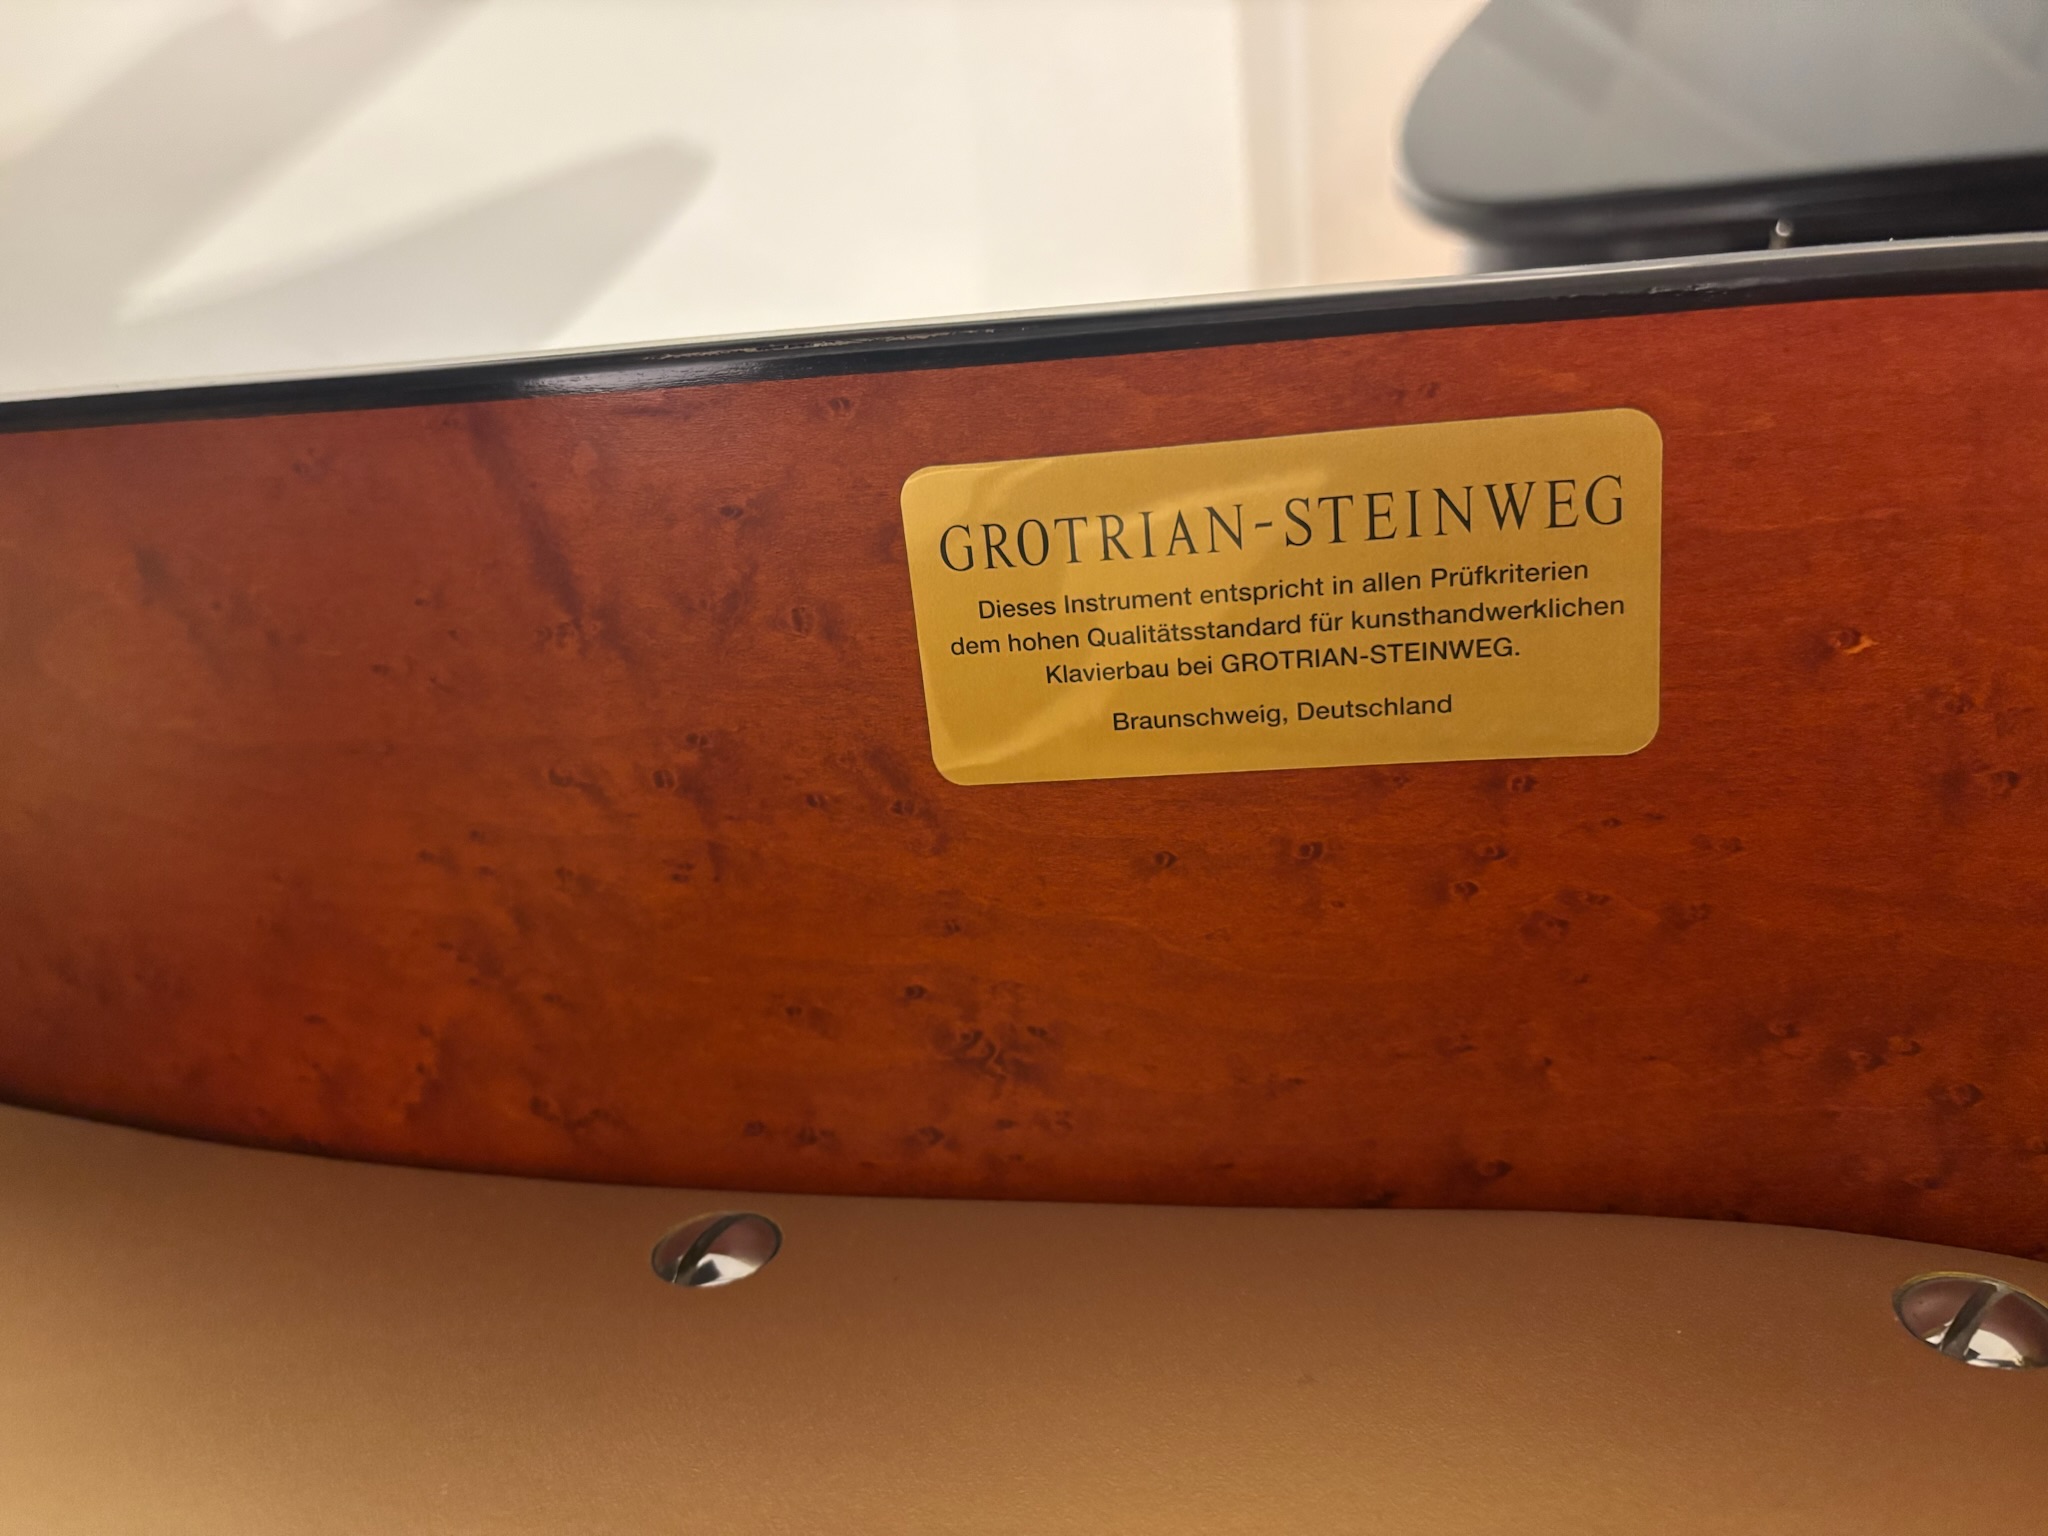 GROTRIAN-STEINWEG
Dieses Instrument entspricht in allen Prüfkriterien
dem hohen Qualitätsstandard für kunsthandwerklichen
Klavierbau bei GROTRIAN-STEINWEG.
Braunschweig, Deutschland